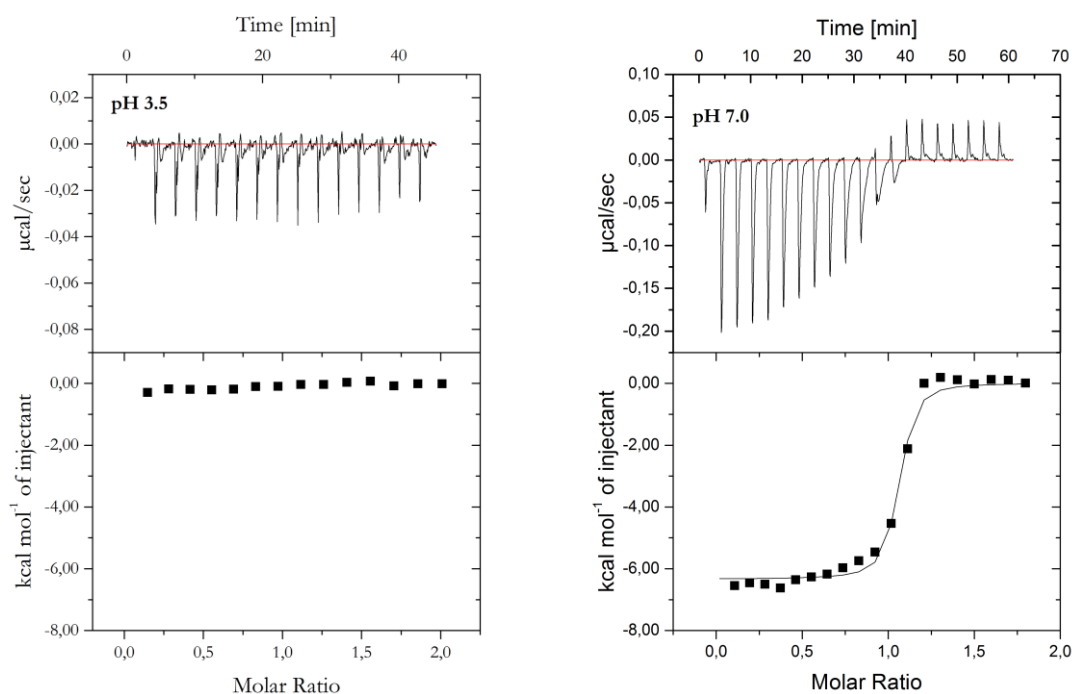 Time [min]
0 20 40
0,02
0,00
-0,02
-0,04
-0,06
-0,08
µcal/sec
pH 3.5
0,00
-2,00
-4,00
-6,00
-8,00
kcal mol⁻¹ of injectant
0,0 0,5 1,0 1,5 2,0
Molar Ratio
Time [min]
0 10 20 30 40 50 60 70
0,10
0,05
0,00
-0,05
-0,10
-0,15
-0,20
µcal/sec
pH 7.0
0,00
-2,00
-4,00
-6,00
-8,00
kcal mol⁻¹ of injectant
0,0 0,5 1,0 1,5 2,0
Molar Ratio